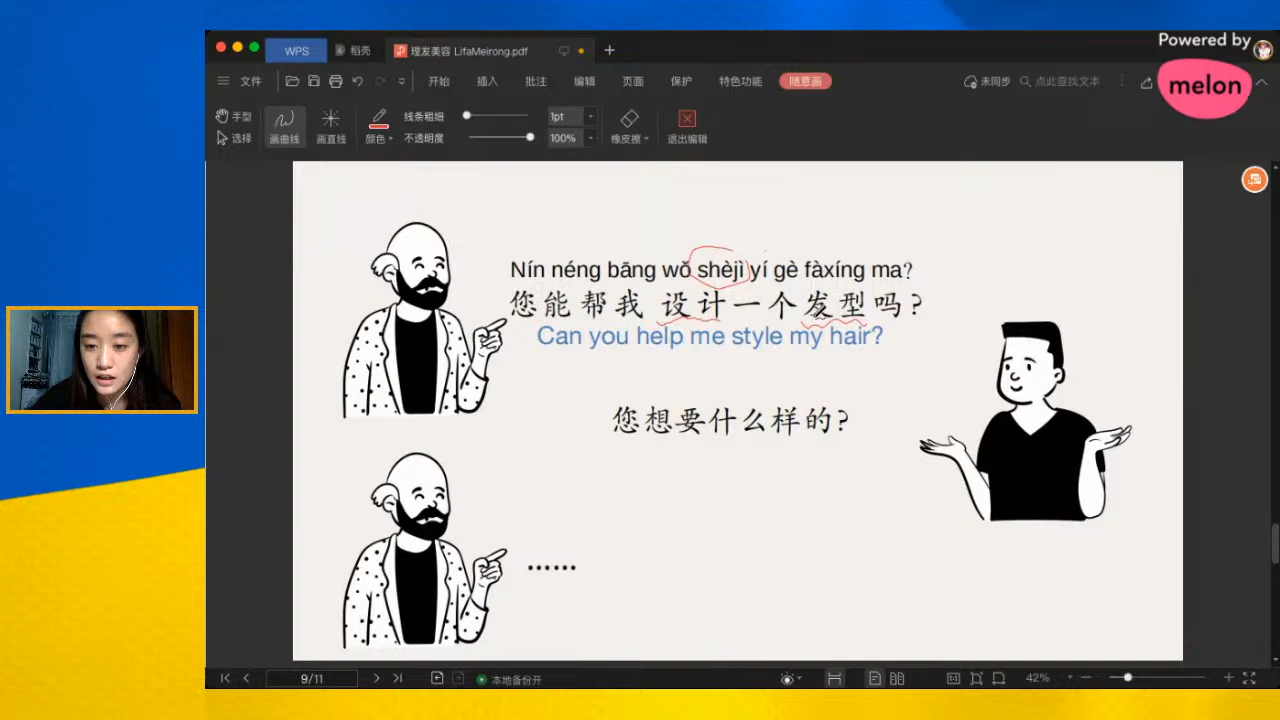 Powered by
melon
WPS
稻壳
理发美容 LifaMeirong.pdf
文件
开始
插入
批注
编辑
页面
保护
特色功能
随意画
未同步
点此查找文本
手型
选择
画曲线
画直线
颜色
线条粗细
不透明度
1pt
100%
橡皮擦
退出编辑
Nín néng bāng wǒ shèjì yí gè fàxíng ma?
您能帮我 设计一个发型吗?
Can you help me style my hair?
您想要什么样的?
……
9/11
本地备份开
42%